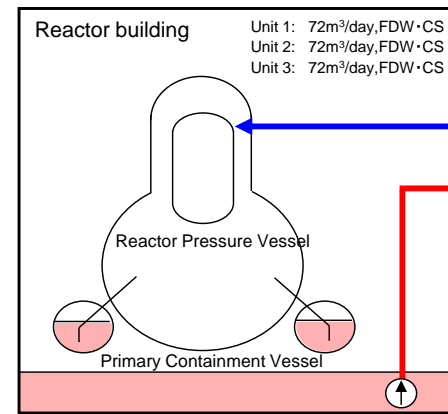 Reactor building
Unit 1: 72m³/day,FDW・CS
Unit 2: 72m³/day,FDW・CS
Unit 3: 72m³/day,FDW・CS
Reactor Pressure Vessel
Primary Containment Vessel